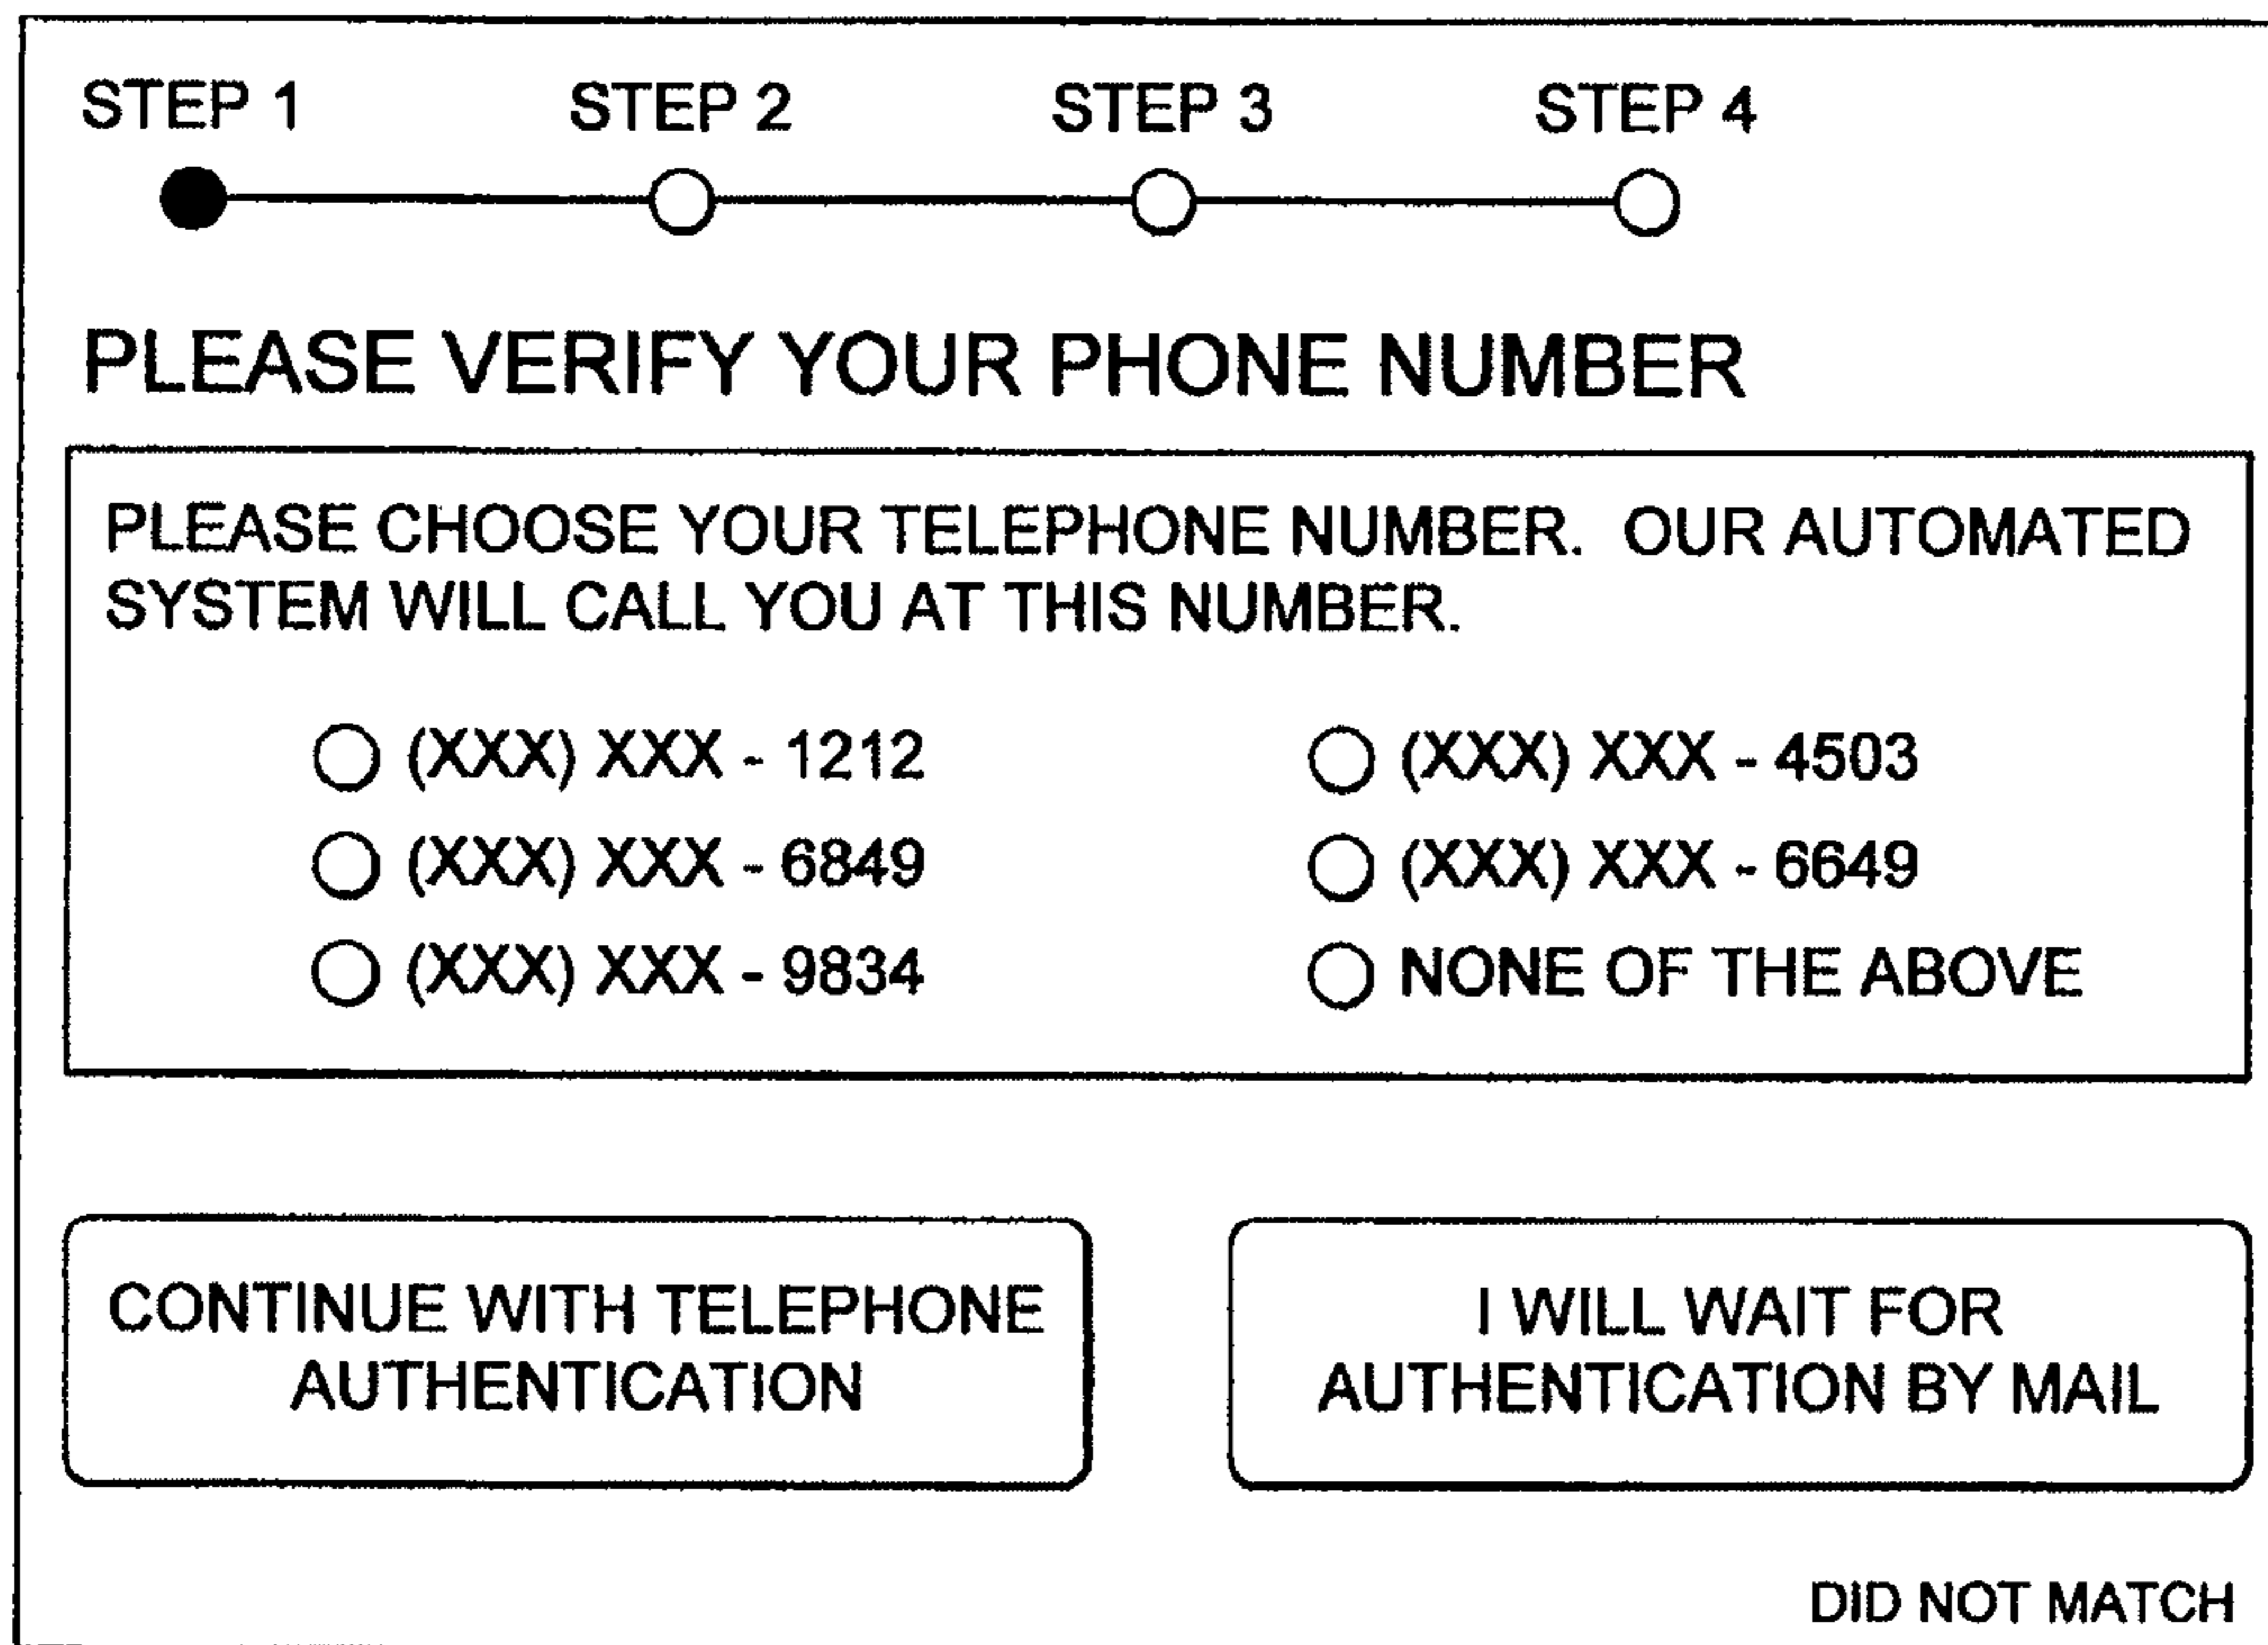 STEP 1 STEP 2 STEP 3 STEP 4
PLEASE VERIFY YOUR PHONE NUMBER
PLEASE CHOOSE YOUR TELEPHONE NUMBER. OUR AUTOMATED
SYSTEM WILL CALL YOU AT THIS NUMBER.
(XXX) XXX - 1212 (XXX) XXX - 4503
(XXX) XXX - 6849 (XXX) XXX - 6649
(XXX) XXX - 9834 NONE OF THE ABOVE
CONTINUE WITH TELEPHONE
AUTHENTICATION
I WILL WAIT FOR
AUTHENTICATION BY MAIL
DID NOT MATCH